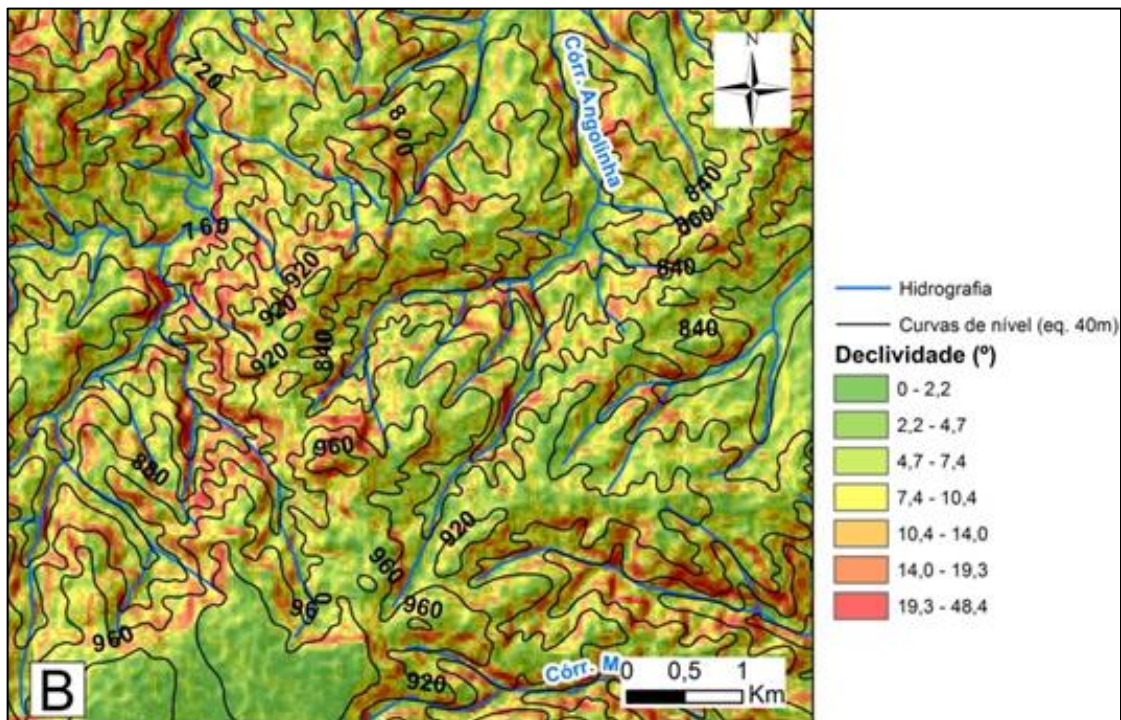 N
Córr. Angolinha
720
800
840
860
760
840
920
920
920
840
840
960
880
920
960
960
960
960
920
Córr. M
0 0,5 1
Km
B
Hidrografia
Curvas de nível (eq. 40m)
Declividade (º)
0 - 2,2
2,2 - 4,7
4,7 - 7,4
7,4 - 10,4
10,4 - 14,0
14,0 - 19,3
19,3 - 48,4